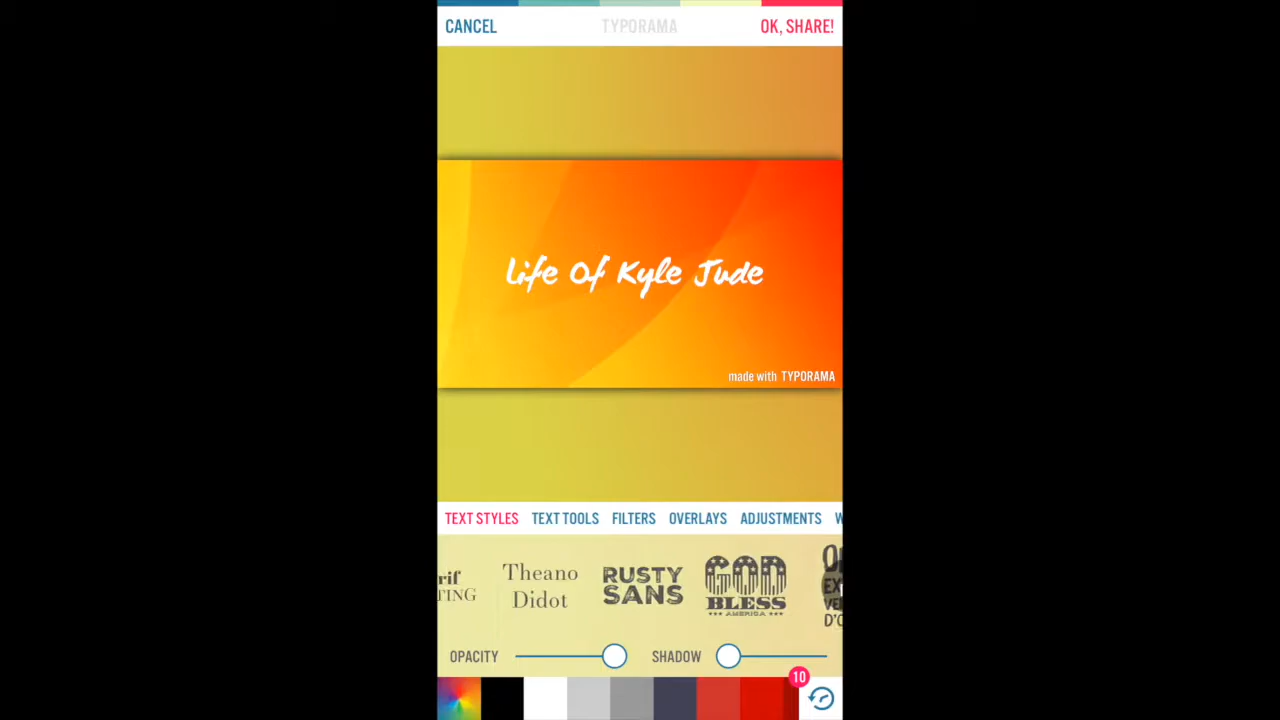 CANCEL TYPORAMA OK, SHARE!
Life Of Kyle Jude
made with TYPORAMA
TEXT STYLES TEXT TOOLS FILTERS OVERLAYS ADJUSTMENTS
Theano
Didot
RUSTY
SANS
GOD
BLESS
AMERICA
OPACITY SHADOW
10